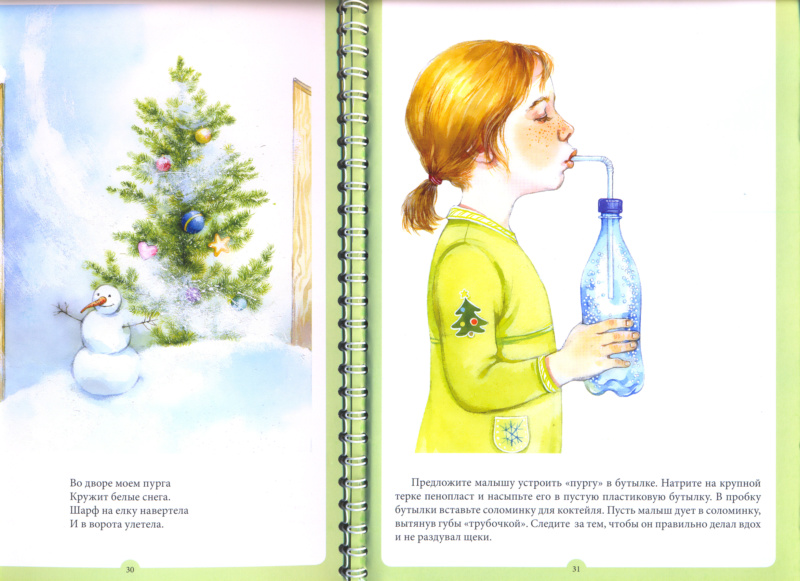 Во дворе моем пурга
Кружит белые снега.
Шарф на елку навертела
И в ворота улетела.
30
Предложите малышу устроить «пургу» в бутылке. Натрите на крупной
терке пенопласт и насыпьте его в пустую пластиковую бутылку. В пробку
бутылки вставьте соломинку для коктейля. Пусть малыш дует в соломинку,
вытянув губы «трубочкой». Следите за тем, чтобы он правильно делал вдох
и не раздувал щеки.
31